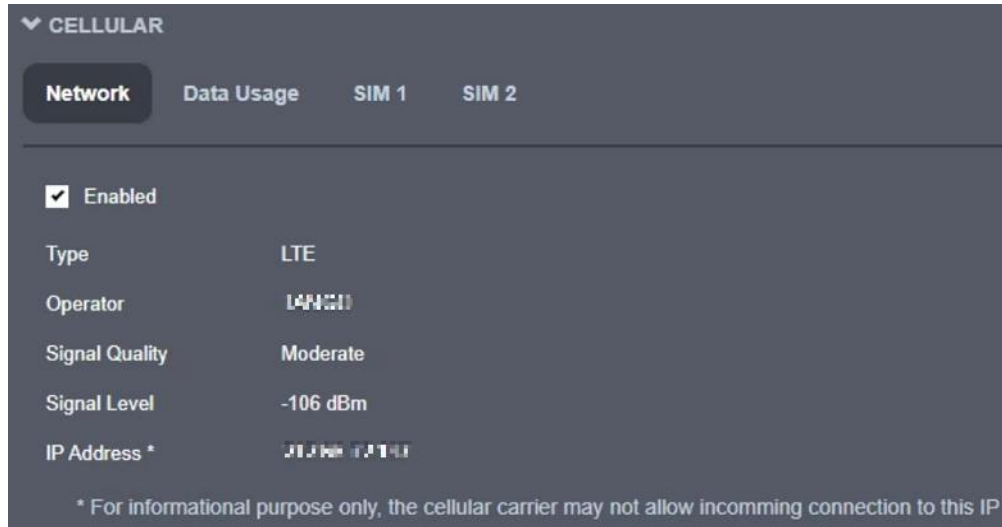 CELLULAR
Network Data Usage SIM 1 SIM 2
Enabled
Type LTE
Operator
Signal Quality Moderate
Signal Level -106 dBm
IP Address *
* For informational purpose only, the cellular carrier may not allow incomming connection to this IP